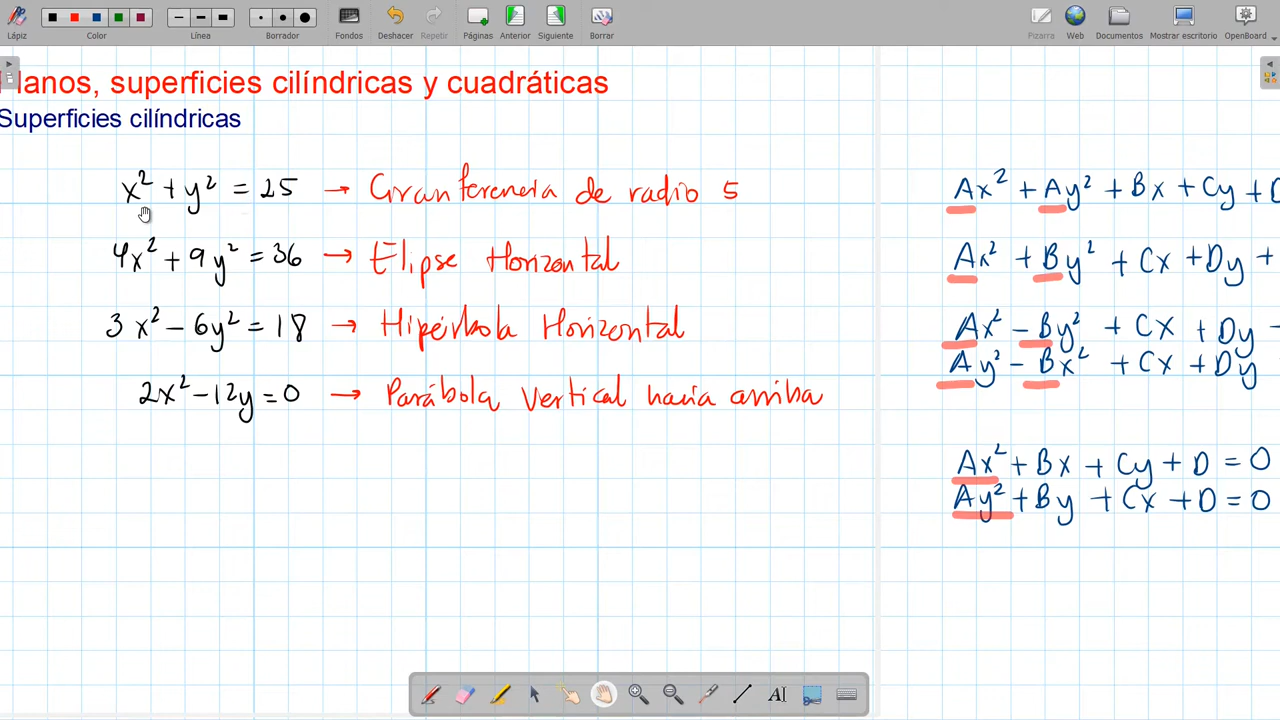 Lápiz Color Línea Borrador Fondos Deshacer Repetir Páginas Anterior Siguiente Borrar Pizarra Web Documentos Mostrar escritorio OpenBoard
lanos, superficies cilíndricas y cuadráticas
Superficies cilíndricas
x² + y² = 25 → Circunferencia de radio 5
4x² + 9y² = 36 → Elipse Horizontal
3x² - 6y² = 18 → Hipérbola Horizontal
2x² - 12y = 0 → Parábola Vertical hacia arriba
Ax² + Ay² + Bx + Cy +
Ax² + By² + Cx + Dy +
Ax² - By² + Cx + Dy
Ay² - Bx² + Cx + Dy
Ax² + Bx + Cy + D = 0
Ay² + By + Cx + D = 0
AI